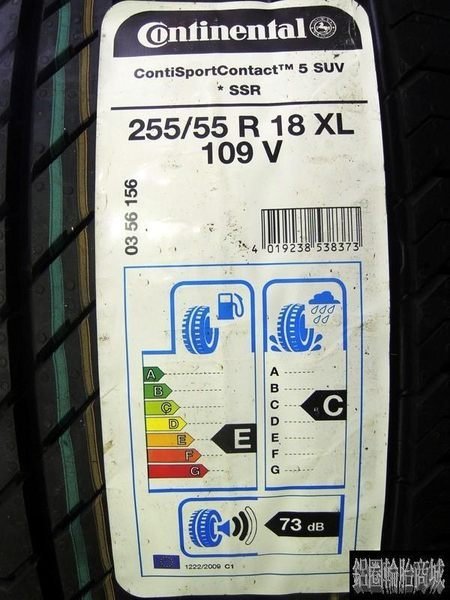 Continental
ContiSportContact™ 5 SUV
* SSR
255/55 R 18 XL
109 V
03 56 156
4 019238 538373
A
B
C
D
E
F
G
E
A
B
C
D
E
F
G
C
73 dB
1222/2009 C1
鋁圈輪胎商城